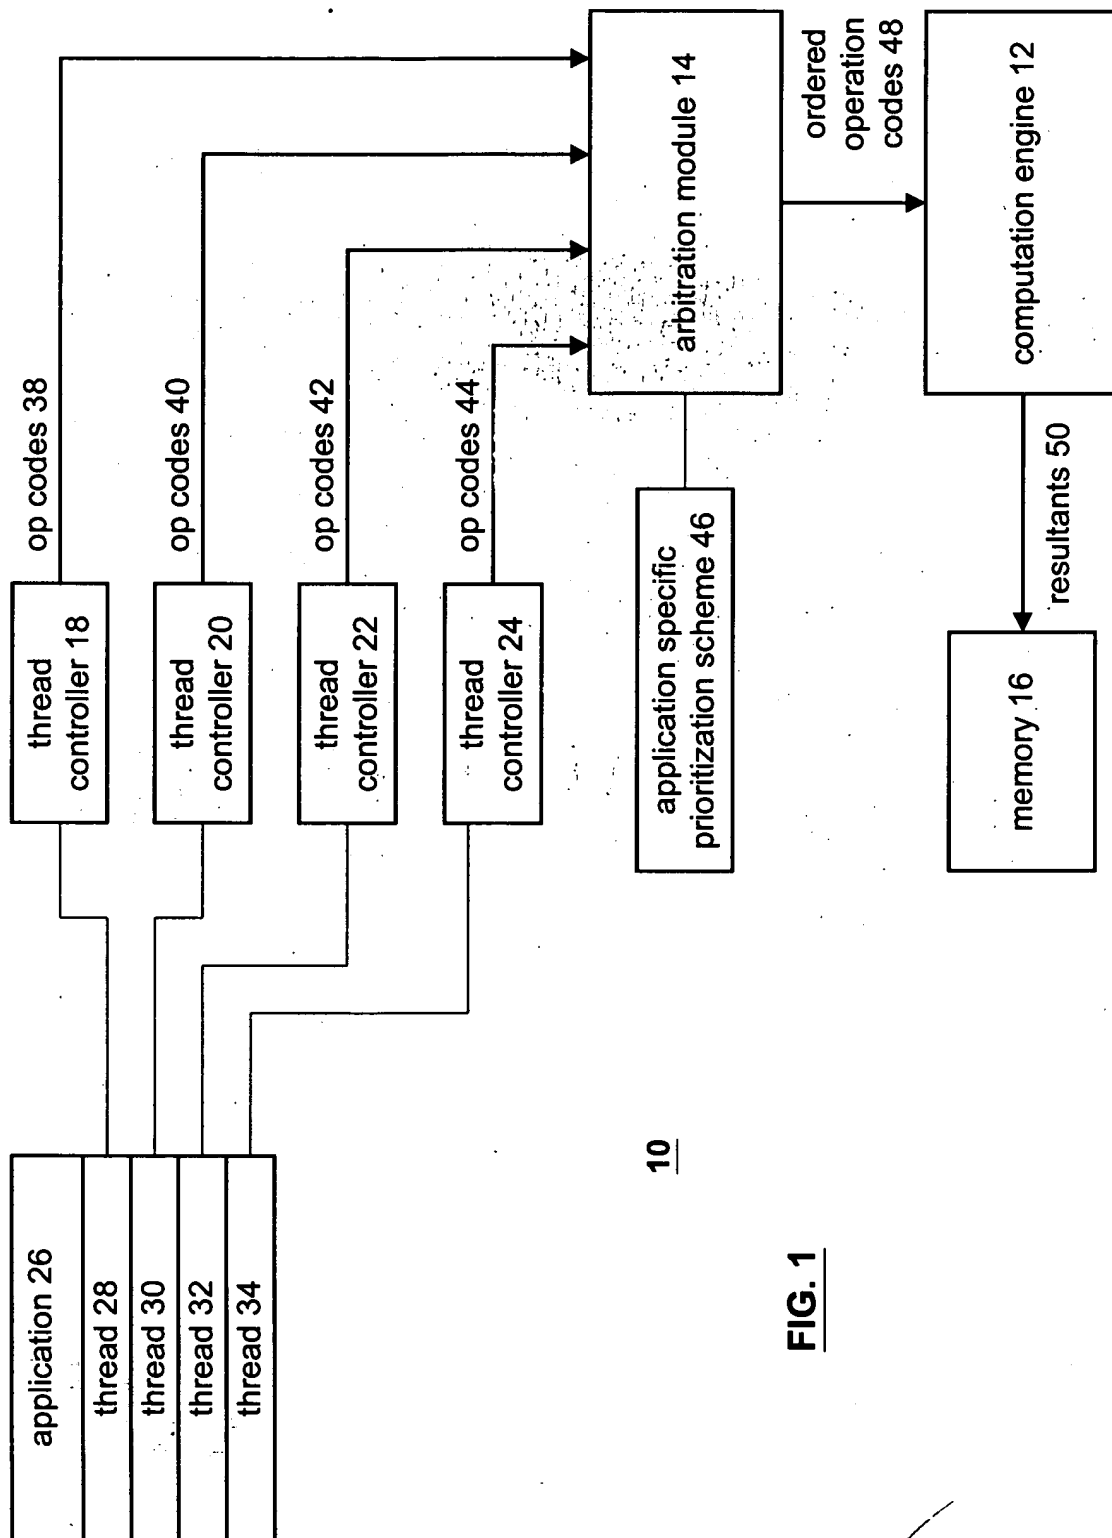 application 26
thread 28
thread 30
thread 32
thread 34
thread
controller 18
thread
controller 20
thread
controller 22
thread
controller 24
op codes 38
op codes 40
op codes 42
op codes 44
application specific
prioritization scheme 46
arbitration module 14
ordered
operation
codes 48
computation engine 12
resultants 50
memory 16
10
FIG. 1